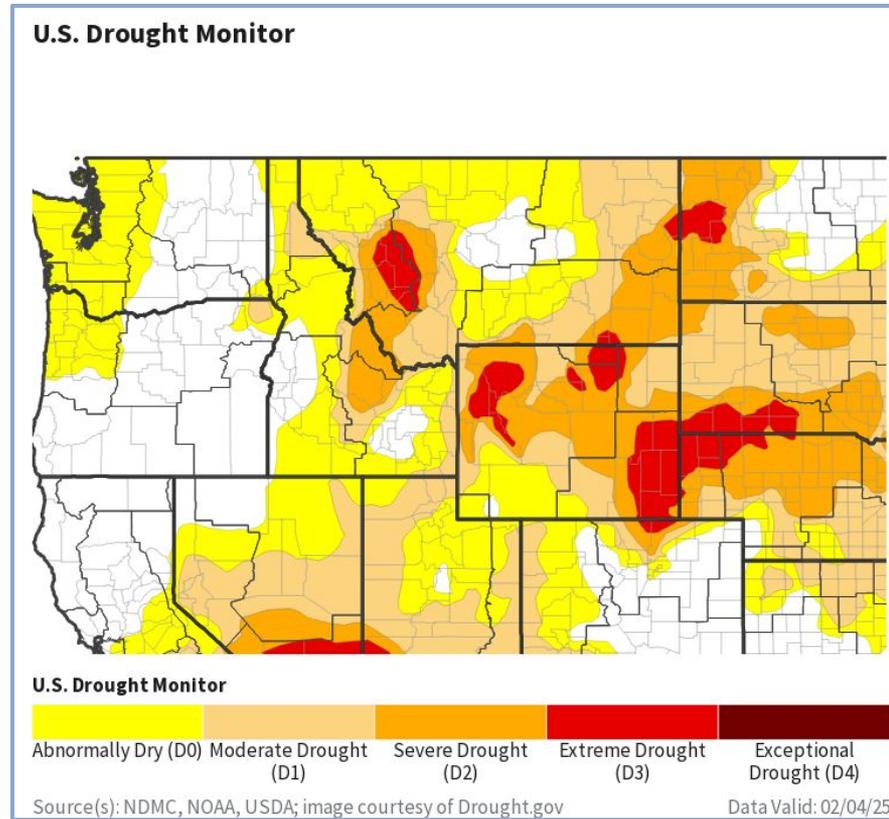 U.S. Drought Monitor
U.S. Drought Monitor
Abnormally Dry (D0)
Moderate Drought
(D1)
Severe Drought
(D2)
Extreme Drought
(D3)
Exceptional
Drought (D4)
Source(s): NDMC, NOAA, USDA; image courtesy of Drought.gov
Data Valid: 02/04/25